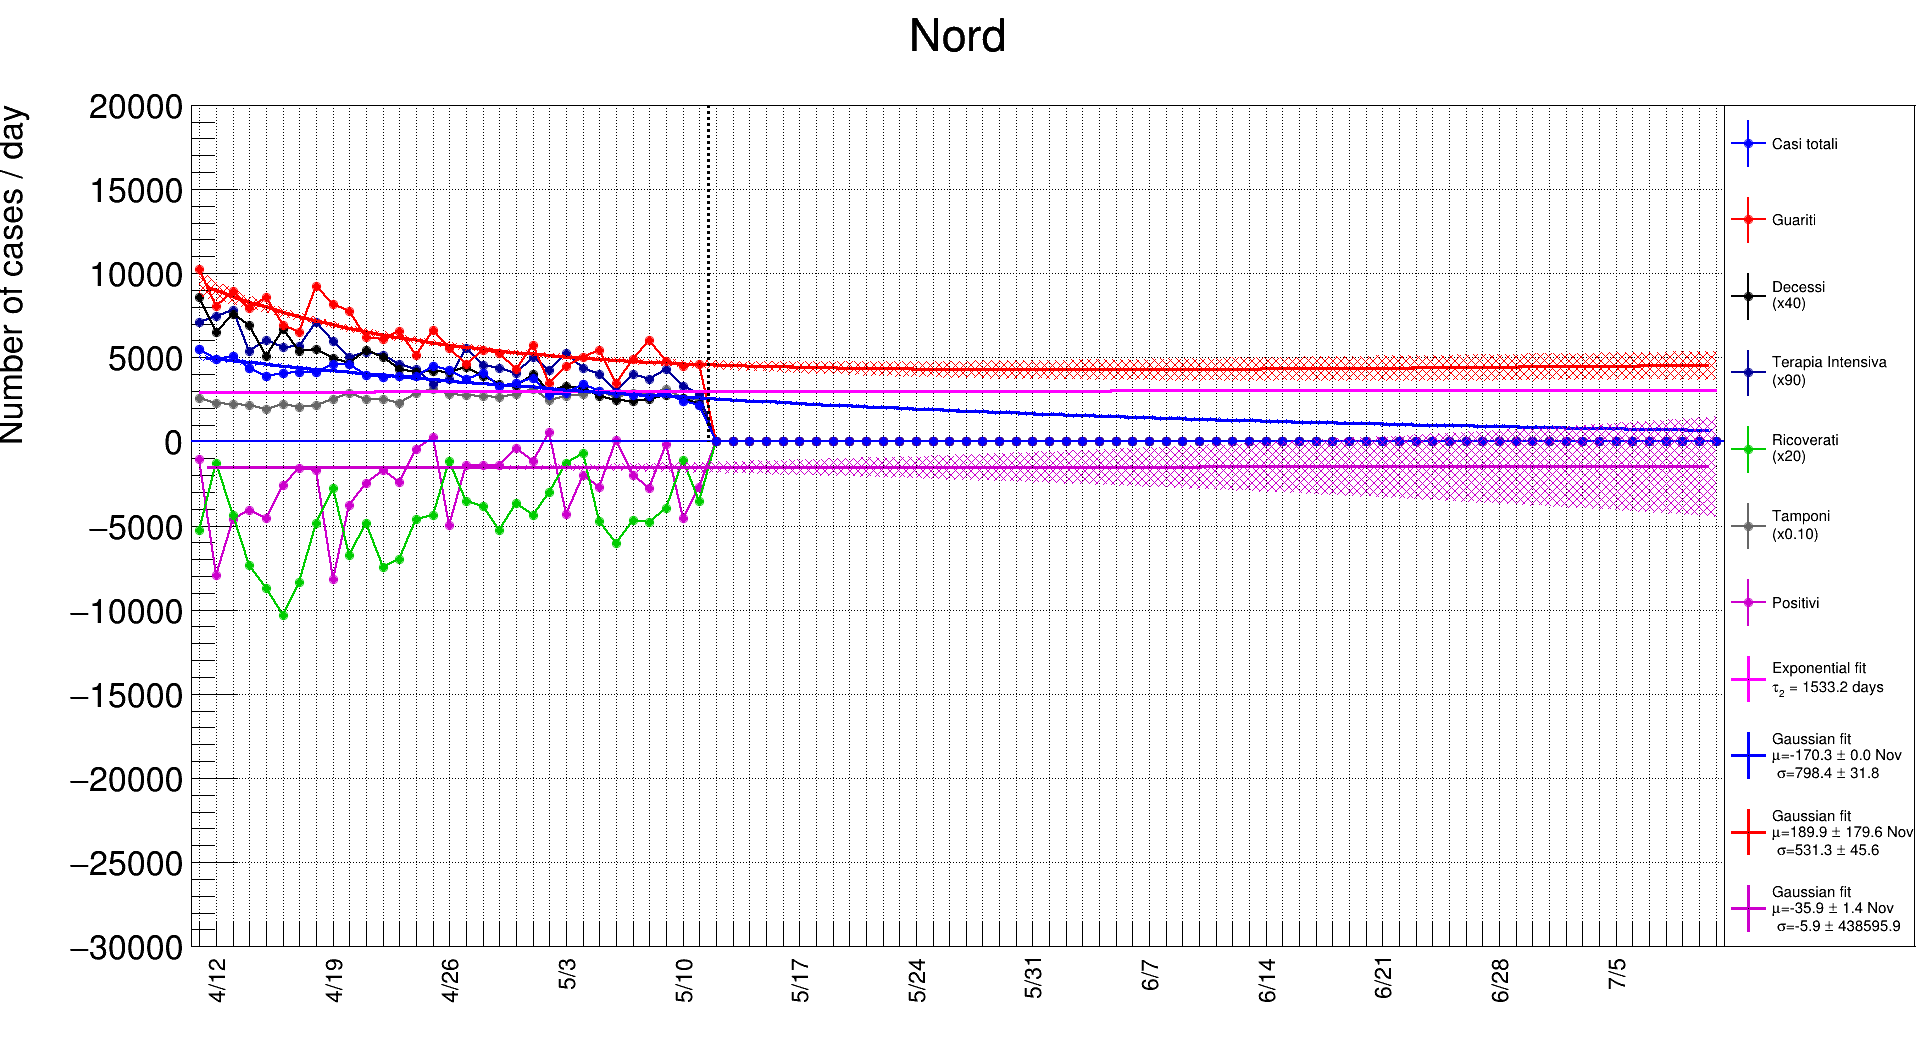 Nord
Number of cases / day
20000
15000
10000
5000
0
−5000
−10000
−15000
−20000
−25000
−30000
4/12
4/19
4/26
5/3
5/10
5/17
5/24
5/31
6/7
6/14
6/21
6/28
7/5
Casi totali
Guariti
Decessi
(x40)
Terapia Intensiva
(x90)
Ricoverati
(x20)
Tamponi
(x0.10)
Positivi
Exponential fit
τ2 = 1533.2 days
Gaussian fit
μ=-170.3 ± 0.0 Nov
σ=798.4 ± 31.8
Gaussian fit
μ=189.9 ± 179.6 Nov
σ=531.3 ± 45.6
Gaussian fit
μ=-35.9 ± 1.4 Nov
σ=-5.9 ± 438595.9